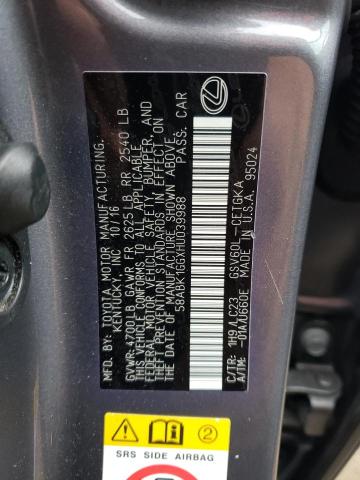 MFD. BY: TOYOTA MOTOR MANUFACTURING,
KENTUCKY, INC. 10/16
GVWR 4700LB GAWR FR 2625 LB RR 2540 LB
THIS VEHICLE CONFORMS TO ALL APPLICABLE
FEDERAL MOTOR VEHICLE SAFETY, BUMPER, AND
THEFT PREVENTION STANDARDS IN EFFECT ON
THE DATE OF MANUFACTURE SHOWN ABOVE.
58ABK1GGXHU039988 PASS. CAR
C/TR: 1H9/LC23 GSV60L-CETGKA
A/TM: -01A/U660E MADE IN U.S.A. 95024
2
SRS SIDE AIRBAG